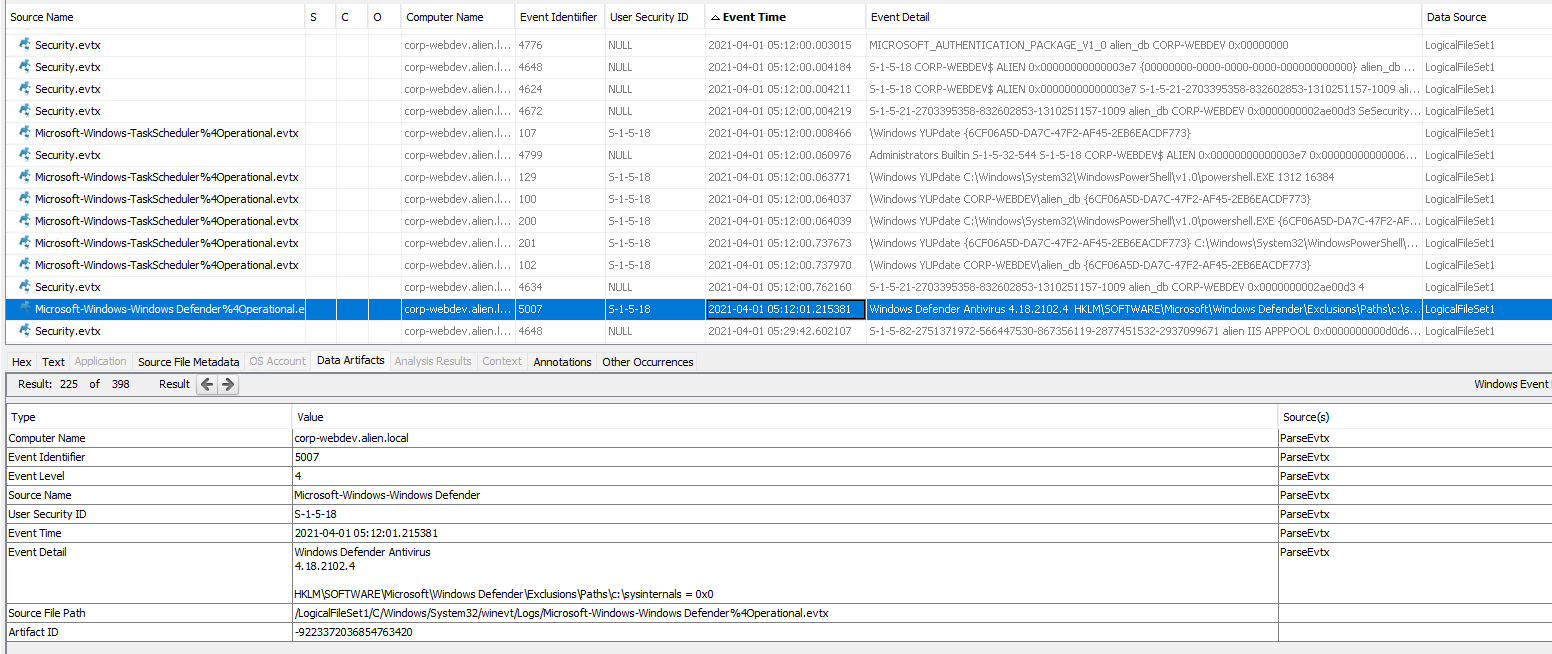 Source Name S C O Computer Name Event Identifier User Security ID Event Time Event Detail Data Source
Security.evtx corp-webdev.alien.l... 4776 NULL 2021-04-01 05:12:00.003015 MICROSOFT_AUTHENTICATION_PACKAGE_V1_0 alien_db CORP-WEBDEV 0x00000000 LogicalFileSet1
Security.evtx corp-webdev.alien.l... 4648 NULL 2021-04-01 05:12:00.004184 S-1-5-18 CORP-WEBDEV$ ALIEN 0x00000000000003e7 {00000000-0000-0000-0000-000000000000} alien_db ... LogicalFileSet1
Security.evtx corp-webdev.alien.l... 4624 NULL 2021-04-01 05:12:00.004211 S-1-5-18 CORP-WEBDEV$ ALIEN 0x00000000000003e7 S-1-5-21-2703395358-832602853-1310251157-1009 ali... LogicalFileSet1
Security.evtx corp-webdev.alien.l... 4672 NULL 2021-04-01 05:12:00.004219 S-1-5-21-2703395358-832602853-1310251157-1009 alien_db CORP-WEBDEV 0x0000000002ae00d3 SeSecurity... LogicalFileSet1
Microsoft-Windows-TaskScheduler%4Operational.evtx corp-webdev.alien.l... 107 S-1-5-18 2021-04-01 05:12:00.008466 \Windows YUPdate {6CF06A5D-DA7C-47F2-AF45-2EB6EACDF773} LogicalFileSet1
Security.evtx corp-webdev.alien.l... 4799 NULL 2021-04-01 05:12:00.060976 Administrators Builtin S-1-5-32-544 S-1-5-18 CORP-WEBDEV$ ALIEN 0x00000000000003e7 0x00000000000006... LogicalFileSet1
Microsoft-Windows-TaskScheduler%4Operational.evtx corp-webdev.alien.l... 129 S-1-5-18 2021-04-01 05:12:00.063771 \Windows YUPdate C:\Windows\System32\WindowsPowerShell\v1.0\powershell.EXE 1312 16384 LogicalFileSet1
Microsoft-Windows-TaskScheduler%4Operational.evtx corp-webdev.alien.l... 100 S-1-5-18 2021-04-01 05:12:00.064037 \Windows YUPdate CORP-WEBDEV\alien_db {6CF06A5D-DA7C-47F2-AF45-2EB6EACDF773} LogicalFileSet1
Microsoft-Windows-TaskScheduler%4Operational.evtx corp-webdev.alien.l... 200 S-1-5-18 2021-04-01 05:12:00.064039 \Windows YUPdate C:\Windows\System32\WindowsPowerShell\v1.0\powershell.EXE {6CF06A5D-DA7C-47F2-AF... LogicalFileSet1
Microsoft-Windows-TaskScheduler%4Operational.evtx corp-webdev.alien.l... 201 S-1-5-18 2021-04-01 05:12:00.737673 \Windows YUPdate {6CF06A5D-DA7C-47F2-AF45-2EB6EACDF773} C:\Windows\System32\WindowsPowerShell\... LogicalFileSet1
Microsoft-Windows-TaskScheduler%4Operational.evtx corp-webdev.alien.l... 102 S-1-5-18 2021-04-01 05:12:00.737970 \Windows YUPdate CORP-WEBDEV\alien_db {6CF06A5D-DA7C-47F2-AF45-2EB6EACDF773} LogicalFileSet1
Security.evtx corp-webdev.alien.l... 4634 NULL 2021-04-01 05:12:00.762160 S-1-5-21-2703395358-832602853-1310251157-1009 alien_db CORP-WEBDEV 0x0000000002ae00d3 4 LogicalFileSet1
Microsoft-Windows-Windows Defender%4Operational.e corp-webdev.alien.l... 5007 S-1-5-18 2021-04-01 05:12:01.215381 Windows Defender Antivirus 4.18.2102.4 HKLM\SOFTWARE\Microsoft\Windows Defender\Exclusions\Paths\c:\s... LogicalFileSet1
Security.evtx corp-webdev.alien.l... 4648 NULL 2021-04-01 05:29:42.602107 S-1-5-82-2751371972-566447530-867356119-2877451532-2937099671 alien IIS APPPOOL 0x0000000000d0d6... LogicalFileSet1
Hex Text Application Source File Metadata OS Account Data Artifacts Analysis Results Context Annotations Other Occurrences
Result: 225 of 398 Result Windows Event
Type Value Source(s)
Computer Name corp-webdev.alien.local ParseEvtx
Event Identiifier 5007 ParseEvtx
Event Level 4 ParseEvtx
Source Name Microsoft-Windows-Windows Defender ParseEvtx
User Security ID S-1-5-18 ParseEvtx
Event Time 2021-04-01 05:12:01.215381 ParseEvtx
Event Detail Windows Defender Antivirus ParseEvtx
4.18.2102.4
HKLM\SOFTWARE\Microsoft\Windows Defender\Exclusions\Paths\c:\sysinternals = 0x0
Source File Path /LogicalFileSet1/C/Windows/System32/winevt/Logs/Microsoft-Windows-Windows Defender%4Operational.evtx
Artifact ID -9223372036854763420